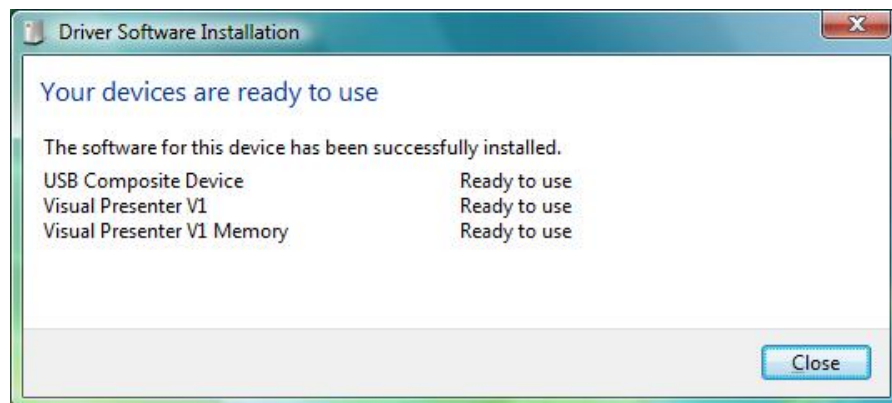 Driver Software Installation
Your devices are ready to use
The software for this device has been successfully installed.
USB Composite Device Ready to use
Visual Presenter V1 Ready to use
Visual Presenter V1 Memory Ready to use
Close